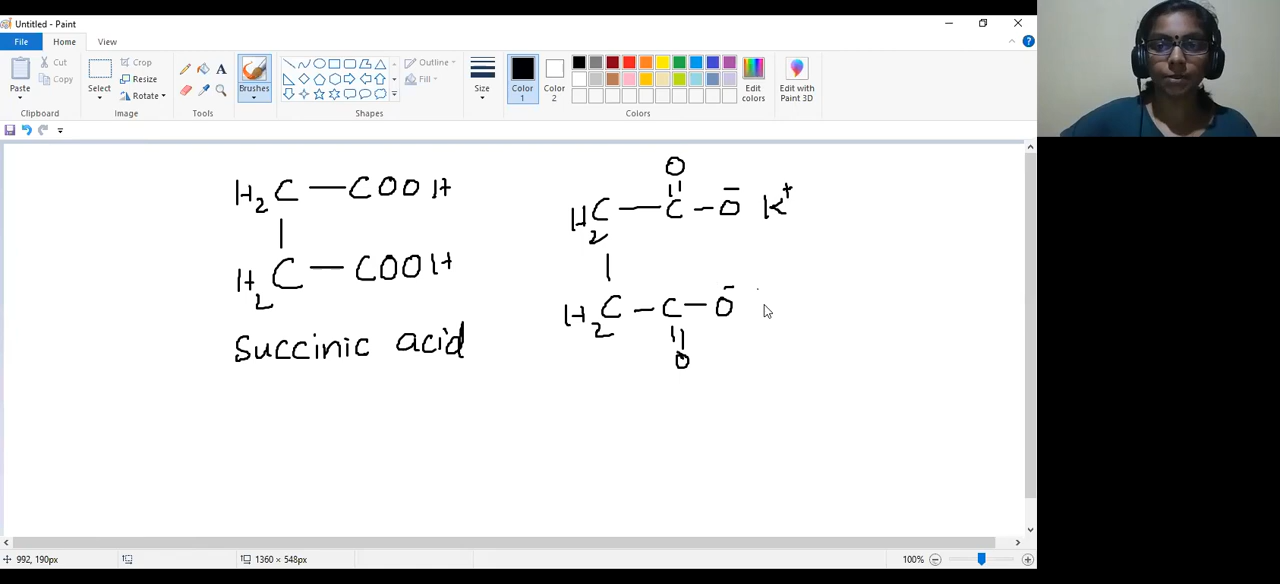 Untitled - Paint
File Home View
Paste
Cut
Copy
Clipboard
Select
Crop
Resize
Rotate
Image
A
Tools
Brushes
Outline
Fill
Shapes
Size
Color 1
Color 2
Edit colors
Colors
Edit with Paint 3D
H2C — COOH
|
H2C — COOH
Succinic acid
O
||
H2C — C — O⁻ K⁺
|
H2C — C — O⁻
||
O
992, 190px
1360 × 548px
100%